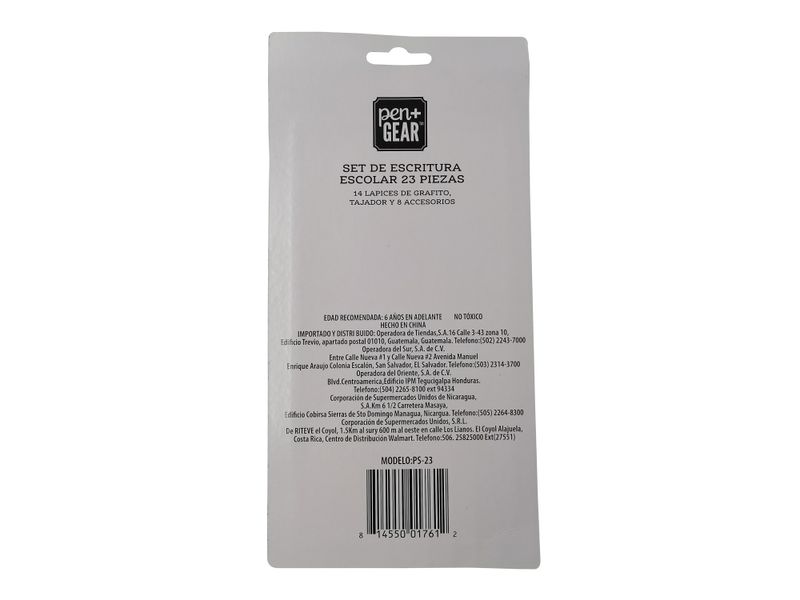 pen+
GEAR™
SET DE ESCRITURA
ESCOLAR 23 PIEZAS
14 LAPICES DE GRAFITO,
TAJADOR Y 8 ACCESORIOS
EDAD RECOMENDADA: 6 AÑOS EN ADELANTE NO TÓXICO
HECHO EN CHINA
IMPORTADO Y DISTRI BUIDO: Operadora de Tiendas,S.A.16 Calle 3-43 zona 10,
Edificio Trevio, apartado postal 01010, Guatemala, Guatemala. Telefono:(502) 2243-7000
Operadora del Sur, S.A. de C.V.
Entre Calle Nueva #1 y Calle Nueva #2 Avenida Manuel
Enrique Araujo Colonia Escalón, San Salvador, EL Salvador. Telefono:(503) 2314-3700
Operadora del Oriente, S.A. de C.V.
Blvd.Centroamerica,Edificio IPM Tegucigalpa Honduras.
Telefono:(504) 2265-8100 ext 94334
Corporación de Supermercados Unidos de Nicaragua,
S.A.Km 6 1/2 Carretera Masaya,
Edificio Cobirsa Sierras de Sto Domingo Managua, Nicargua. Telefono:(505) 2264-8300
Corporación de Supermercados Unidos, S.R.L.
De RITEVE el Coyol, 1.5Km al sury 600 m al oeste en calle Los Llanos. El Coyol Alajuela,
Costa Rica, Centro de Distribución Walmart. Telefono:506. 25825000 Ext(27551)
MODELO:PS-23
8 14550 01761 2